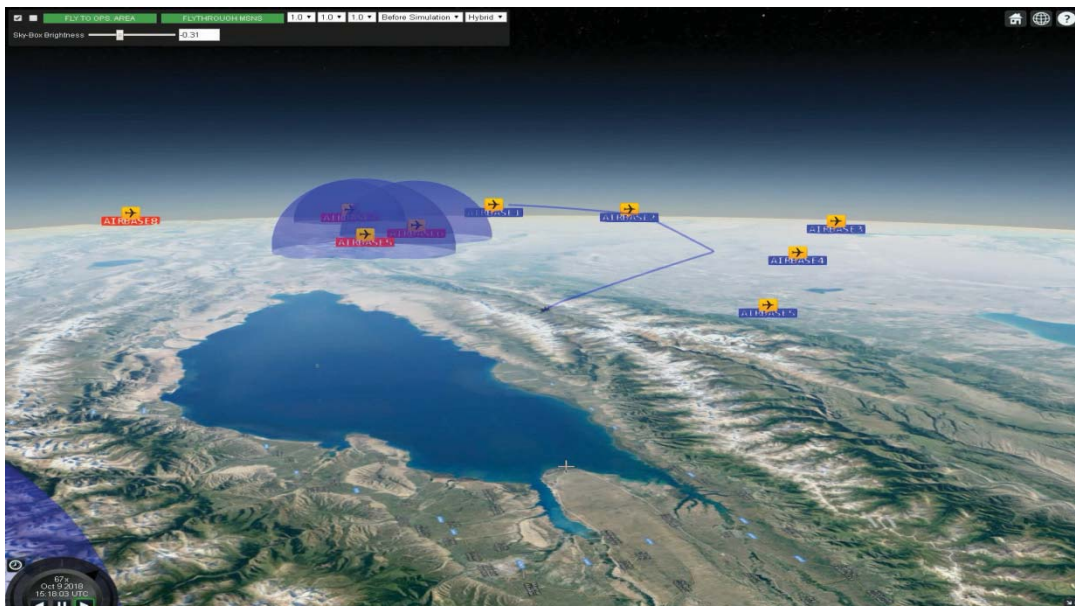 FLY TO OPS. AREA FLYTHROUGH MSNS 1.0 1.0 1.0 Before Simulation Hybrid
Sky-Box Brightness -0.31
?
AIRBASE8
AIRBASE1
AIRBASE2
AIRBASE3
AIRBASE4
AIRBASE5
AIRBASE5
67x
Oct 9 2018
15:18:03 UTC